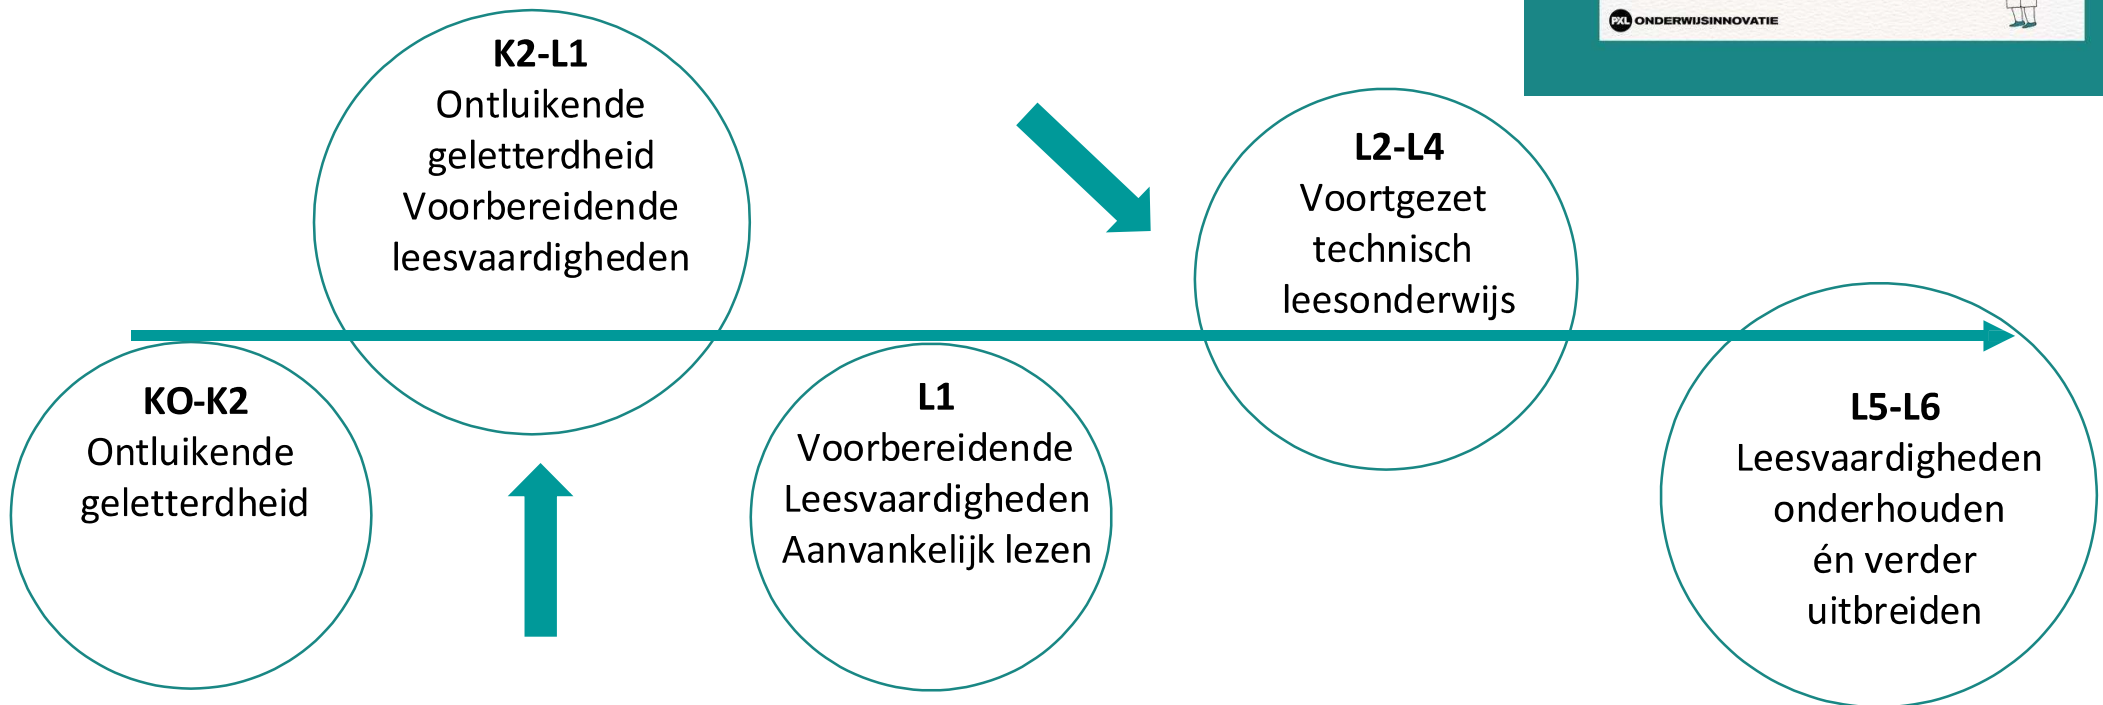 PXL ONDERWIJSINNOVATIE
K2-L1
Ontluikende
geletterdheid
Voorbereidende
leesvaardigheden
L2-L4
Voortgezet
technisch
leesonderwijs
KO-K2
Ontluikende
geletterdheid
L1
Voorbereidende
Leesvaardigheden
Aanvankelijk lezen
L5-L6
Leesvaardigheden
onderhouden
én verder
uitbreiden